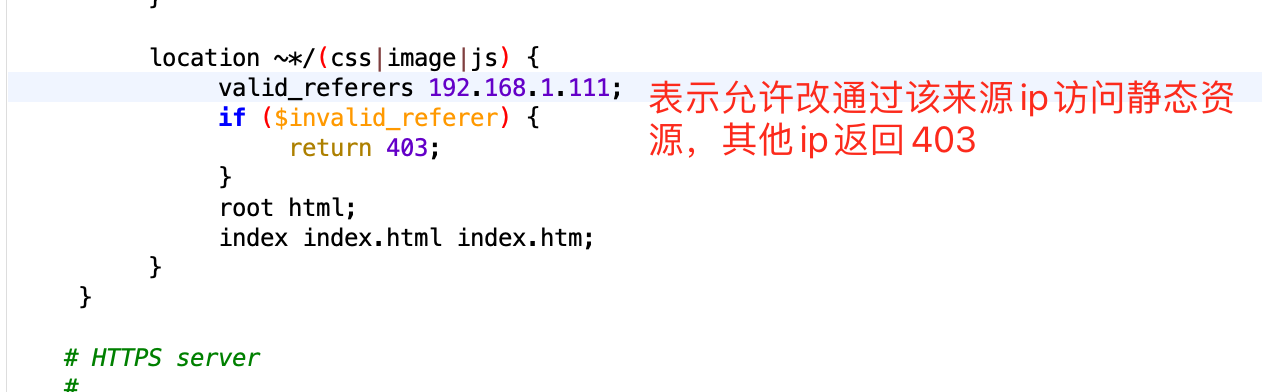 }
location ~*/(css|image|js) {
valid_referers 192.168.1.111;
表示允许改通过该来源ip访问静态资
源，其他ip返回403
if ($invalid_referer) {
return 403;
}
root html;
index index.html index.htm;
}
}
# HTTPS server
#